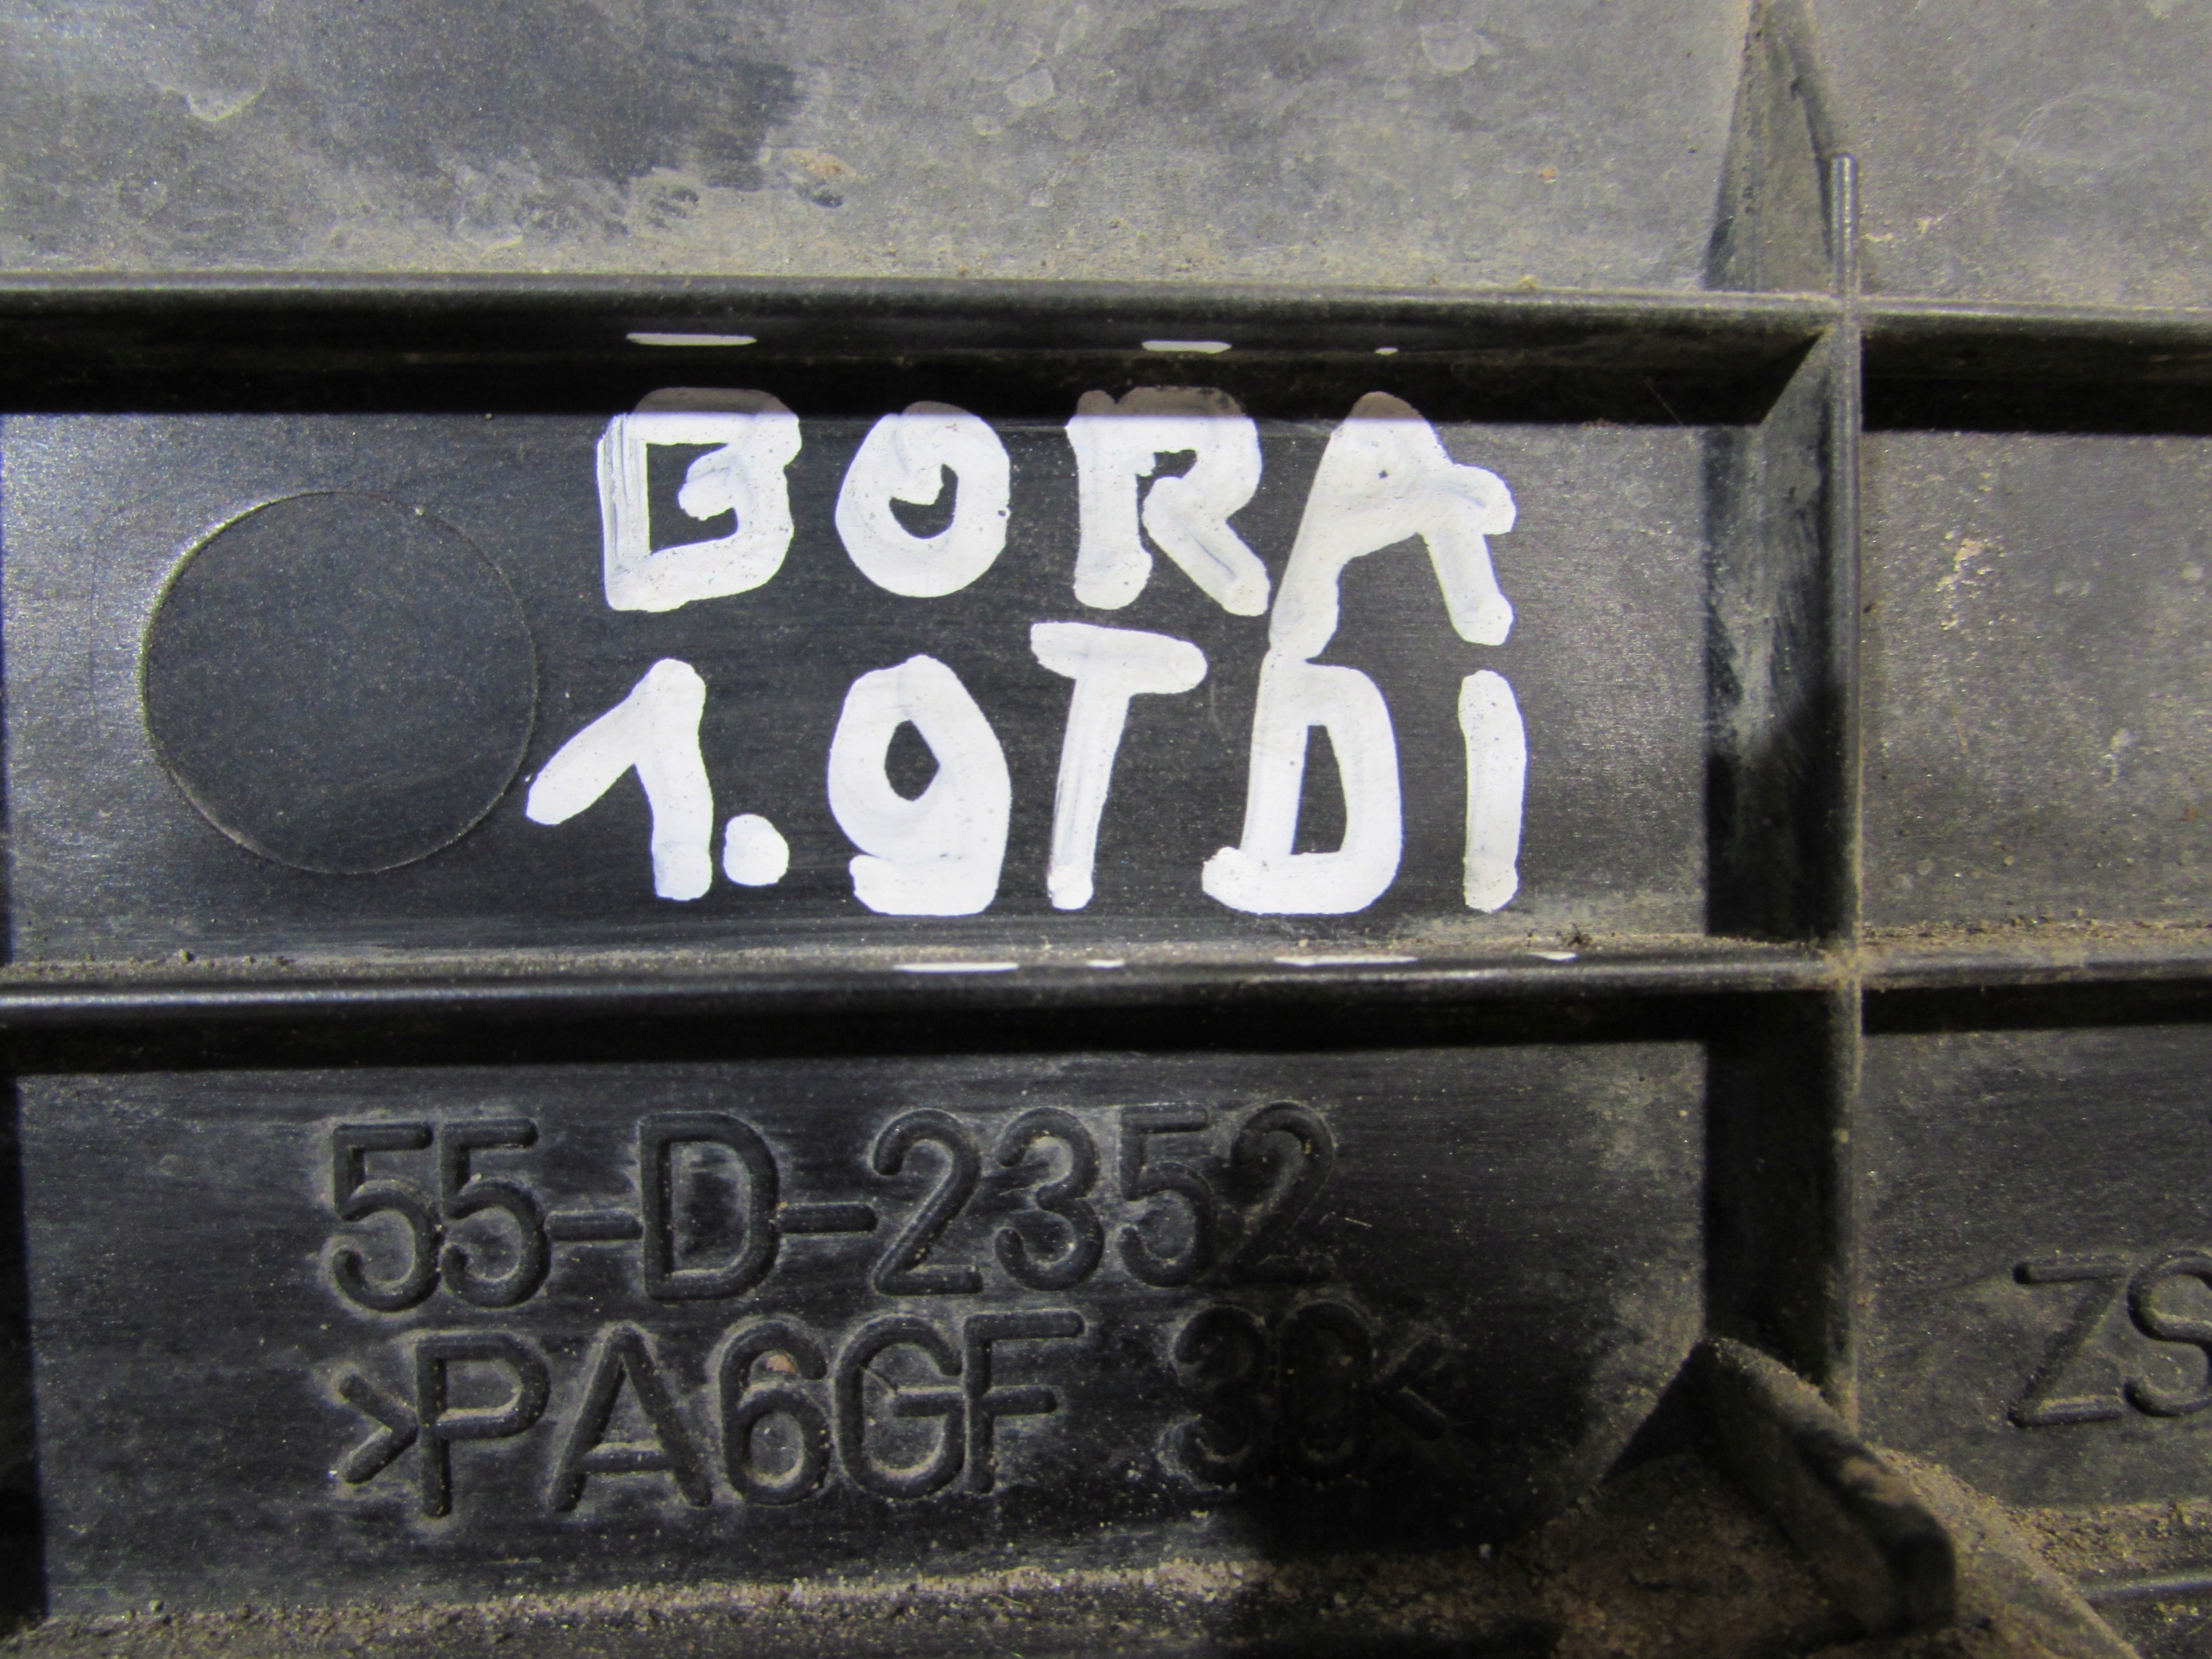 BORA
1.9TDI
55-D-2352
>PA6GF 30<